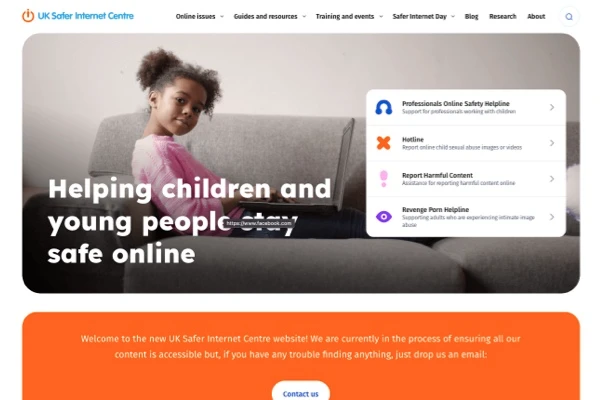 UK Safer Internet Centre
Online issues Guides and resources Training and events Safer Internet Day Blog Research About
Helping children and
young people stay
safe online
https://www.facebook.com
Professionals Online Safety Helpline
Support for professionals working with children
Hotline
Report online child sexual abuse images or videos
Report Harmful Content
Assistance for reporting harmful content online
Revenge Porn Helpline
Supporting adults who are experiencing intimate image
abuse
Welcome to the new UK Safer Internet Centre website! We are currently in the process of ensuring all our
content is accessible but, if you have any trouble finding anything, just drop us an email:
Contact us